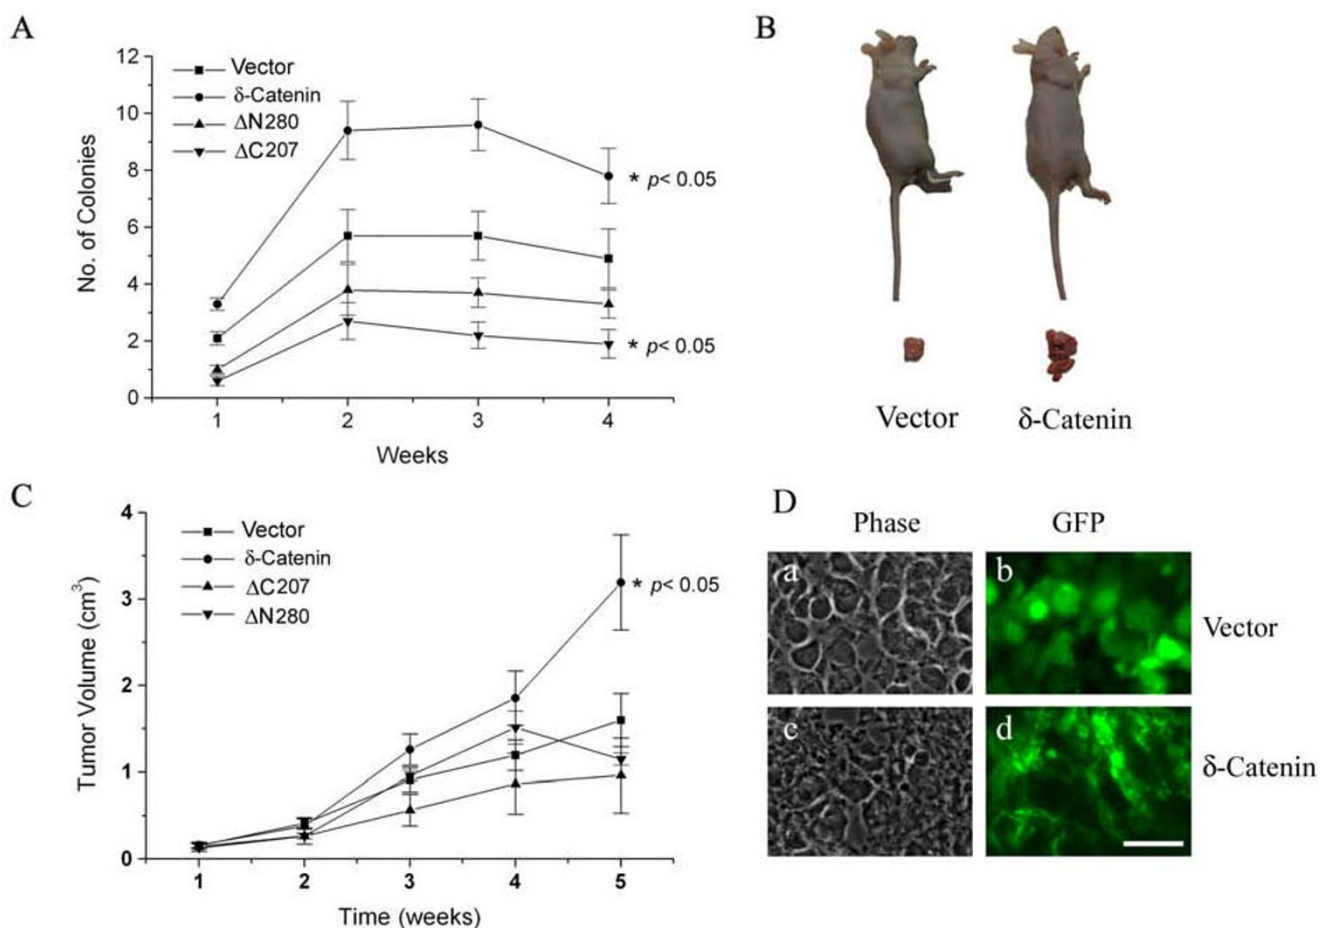 A
12
10
8
6
4
2
0
No. of Colonies
Vector
δ-Catenin
ΔN280
ΔC207
* p< 0.05
* p< 0.05
1 2 3 4
Weeks
B
Vector δ-Catenin
C
4
3
2
1
0
Tumor Volume (cm³)
Vector
δ-Catenin
ΔC207
ΔN280
* p< 0.05
1 2 3 4 5
Time (weeks)
D
Phase GFP
a b
Vector
c d
δ-Catenin